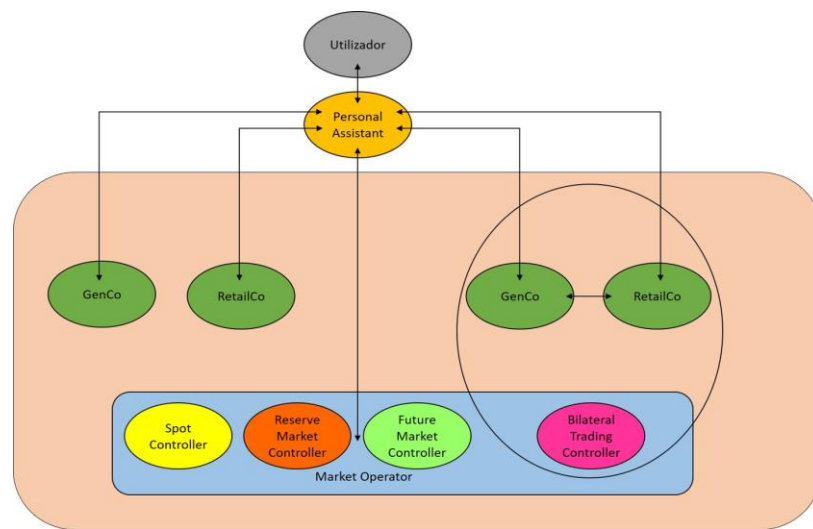 Utilizador
Personal
Assistant
GenCo
RetailCo
GenCo
RetailCo
Spot
Controller
Reserve
Market
Controller
Future
Market
Controller
Bilateral
Trading
Controller
Market Operator